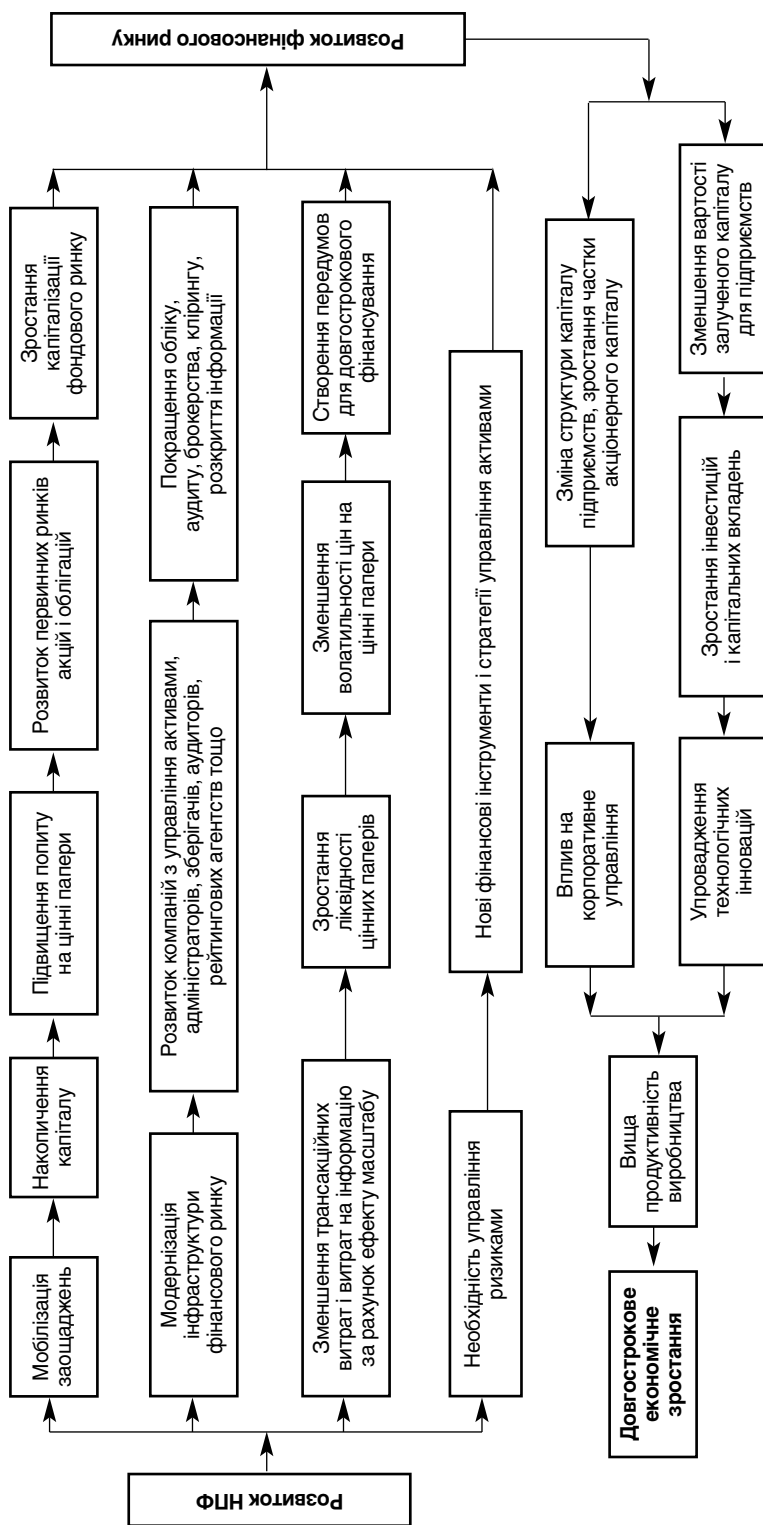 Розвиток НПФ
Мобілізація
заощаджень
Накопичення
капіталу
Підвищення попиту
на цінні папери
Розвиток первинних ринків
акцій і облігацій
Зростання
капіталізації
фондового ринку
Модернізація
інфраструктури
фінансового ринку
Розвиток компаній з управління активами,
адміністраторів, зберігачів, аудиторів,
рейтингових агентств тощо
Покращення обліку,
аудиту, брокерства, клірингу,
розкриття інформації
Зменшення трансакційних
витрат і витрат на інформацію
за рахунок ефекту масштабу
Зростання
ліквідності
цінних паперів
Зменшення
волатильності цін на
цінні папери
Створення передумов
для довгострокового
фінансування
Необхідність управління
ризиками
Нові фінансові інструменти і стратегії управління активами
Розвиток фінансового ринку
Зміна структури капіталу
підприємств, зростання частки
акціонерного капіталу
Вплив на
корпоративне
управління
Зменшення вартості
залученого капіталу
для підприємств
Зростання інвестицій
і капітальних вкладень
Упровадження
технологічних
інновацій
Вища
продуктивність
виробництва
Довгострокове
економічне
зростання